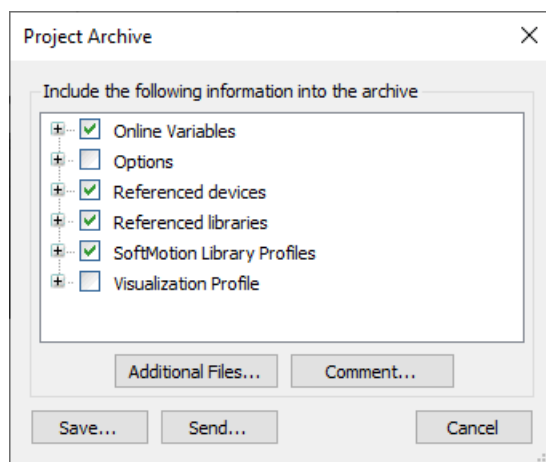 Project Archive
Include the following information into the archive
Online Variables
Options
Referenced devices
Referenced libraries
SoftMotion Library Profiles
Visualization Profile
Additional Files...
Comment...
Save...
Send...
Cancel